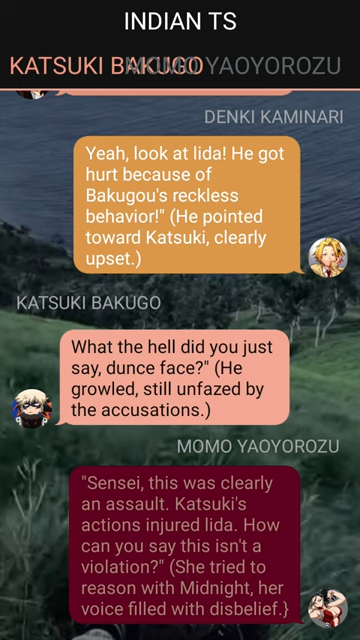 INDIAN TS
KATSUKI BAKUGO
MOMO YAOYOROZU
DENKI KAMINARI
Yeah, look at Iida! He got
hurt because of
Bakugou's reckless
behavior!" (He pointed
toward Katsuki, clearly
upset.)
KATSUKI BAKUGO
What the hell did you just
say, dunce face?" (He
growled, still unfazed by
the accusations.)
MOMO YAOYOROZU
"Sensei, this was clearly
an assault. Katsuki's
actions injured Iida. How
can you say this isn't a
violation?" (She tried to
reason with Midnight, her
voice filled with disbelief.}